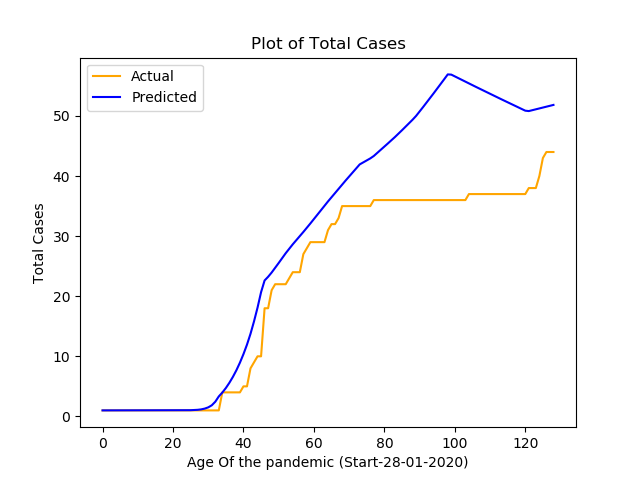 Plot of Total Cases
Actual
Predicted
50
40
30
20
10
0
Total Cases
0 20 40 60 80 100 120
Age Of the pandemic (Start-28-01-2020)